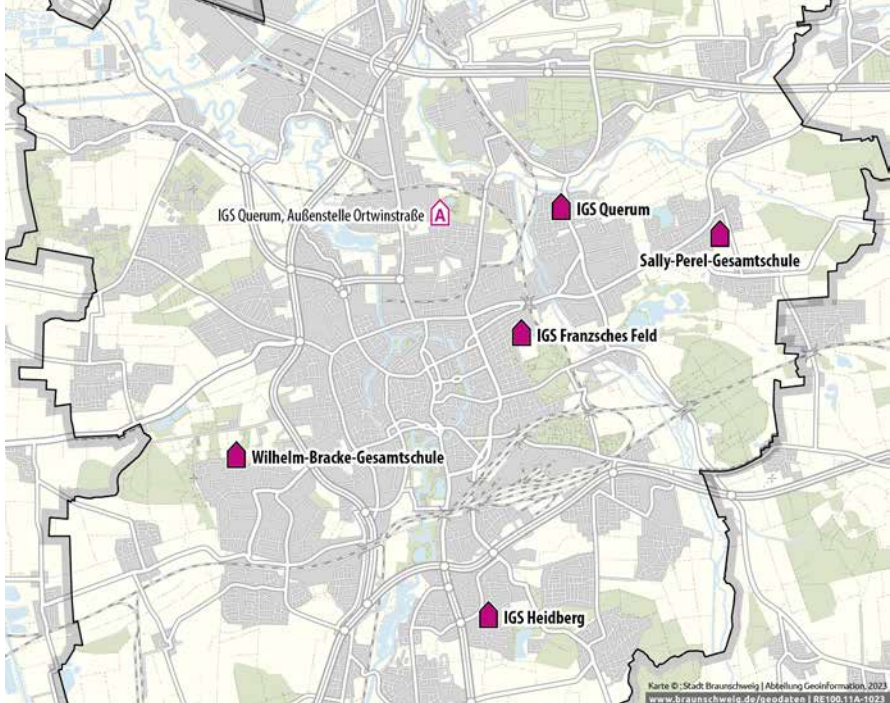 IGS Querum
IGS Querum, Außenstelle Ortwinstraße
A
Sally-Perel-Gesamtschule
IGS Franzsches Feld
Wilhelm-Bracke-Gesamtschule
IGS Heidberg
Karte © : Stadt Braunschweig | Abteilung Geoinformation, 2023
www.braunschweig.de/geodaten | RE100.11A-1023